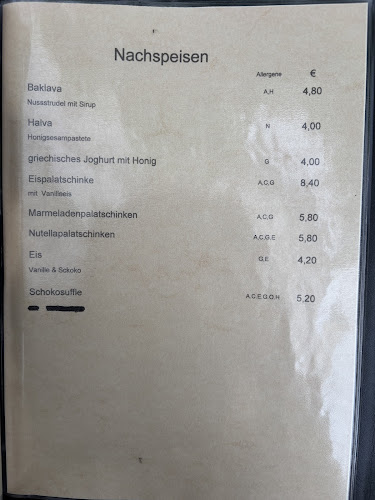 Nachspeisen
Allergene €
Baklava A,H 4,80
Nussstrudel mit Sirup
Halva N 4,00
Honigsesampastete
griechisches Joghurt mit Honig G 4,00
Eispalatschinke A,C,G 8,40
mit Vanilleeis
Marmeladenpalatschinken A,C,G 5,80
Nutellapalatschinken A,C,G,E 5,80
Eis G,E 4,20
Vanille & Sckoko
Schokosuffle A,C,E,G,O,H 5,20